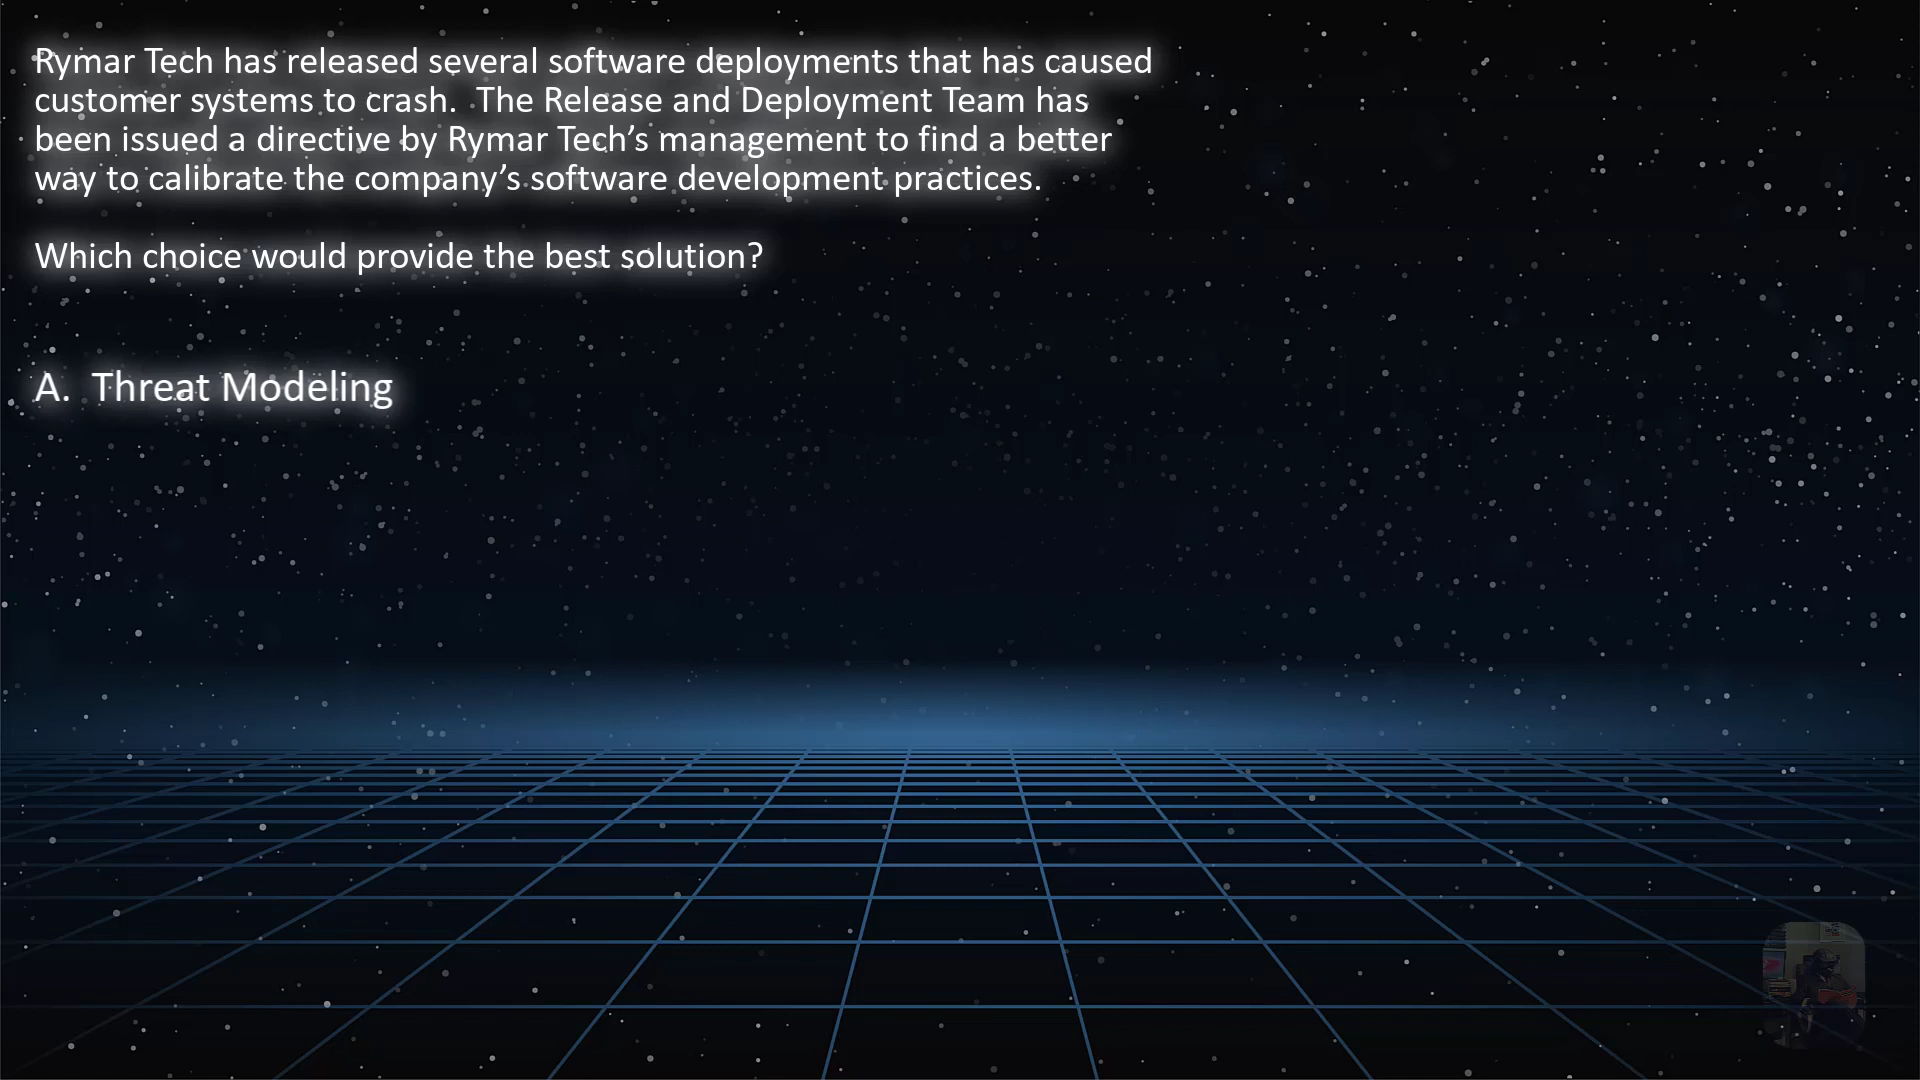 Rymar Tech has released several software deployments that has caused
customer systems to crash.  The Release and Deployment Team has
been issued a directive by Rymar Tech’s management to find a better
way to calibrate the company’s software development practices.
Which choice would provide the best solution?
A.  Threat Modeling